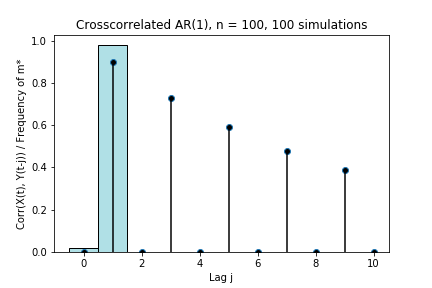 Crosscorrelated AR(1), n = 100, 100 simulations
Corr(X(t), Y(t-j)) / Frequency of m*
1.0
0.8
0.6
0.4
0.2
0.0
0 2 4 6 8 10
Lag j